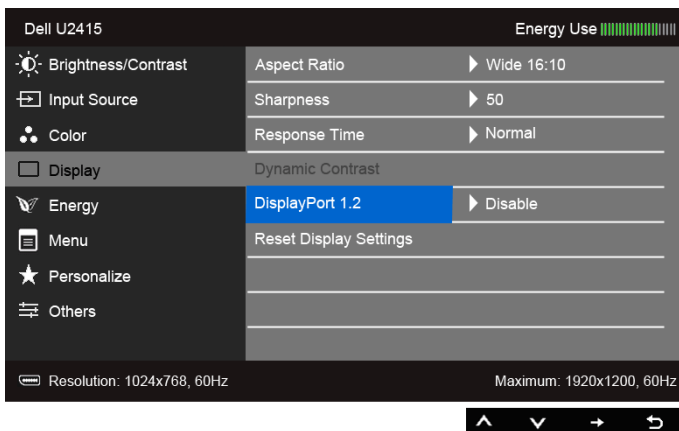 Dell U2415 Energy Use
Brightness/Contrast Aspect Ratio Wide 16:10
Input Source Sharpness 50
Color Response Time Normal
Display Dynamic Contrast
Energy DisplayPort 1.2 Disable
Menu Reset Display Settings
Personalize
Others
Resolution: 1024x768, 60Hz Maximum: 1920x1200, 60Hz